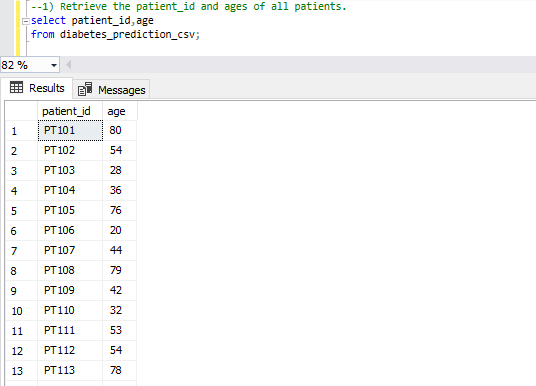 --1) Retrieve the patient_id and ages of all patients.
select patient_id,age
from diabetes_prediction_csv;
82 %
Results Messages
patient_id age
1 PT101 80
2 PT102 54
3 PT103 28
4 PT104 36
5 PT105 76
6 PT106 20
7 PT107 44
8 PT108 79
9 PT109 42
10 PT110 32
11 PT111 53
12 PT112 54
13 PT113 78